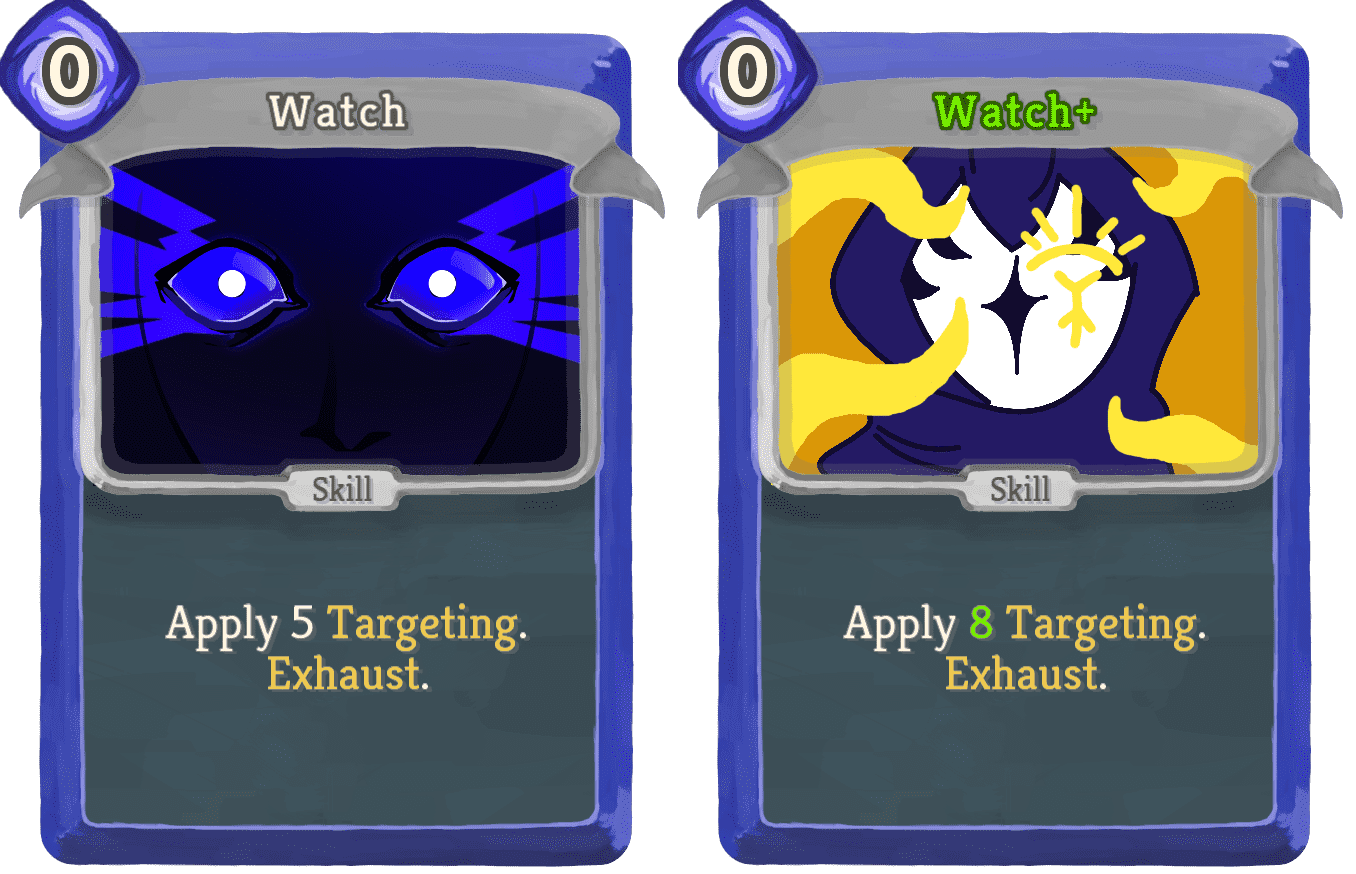 0
Watch
Skill
Apply 5 Targeting.
Exhaust.
0
Watch+
Skill
Apply 8 Targeting.
Exhaust.